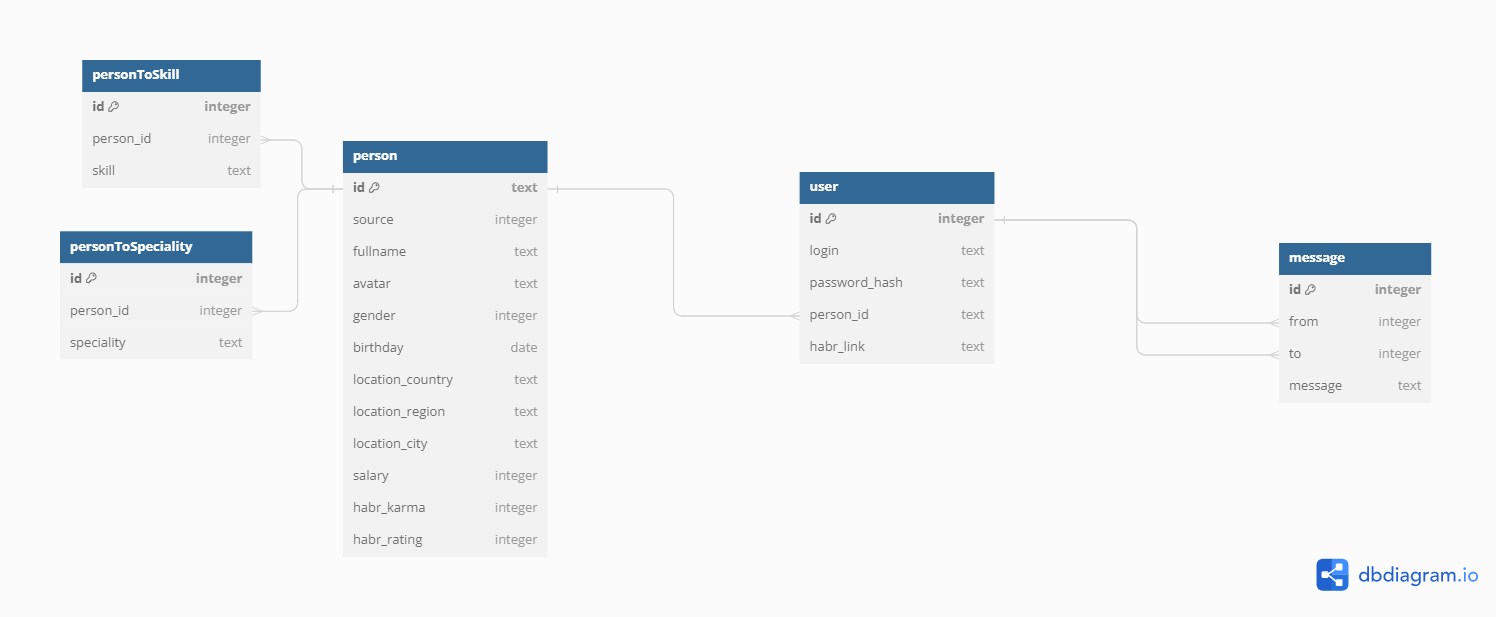 personToSkill
id integer
person_id integer
skill text
personToSpeciality
id integer
person_id integer
speciality text
person
id text
source integer
fullname text
avatar text
gender integer
birthday date
location_country text
location_region text
location_city text
salary integer
habr_karma integer
habr_rating integer
user
id integer
login text
password_hash text
person_id text
habr_link text
message
id integer
from integer
to integer
message text
dbdiagram.io